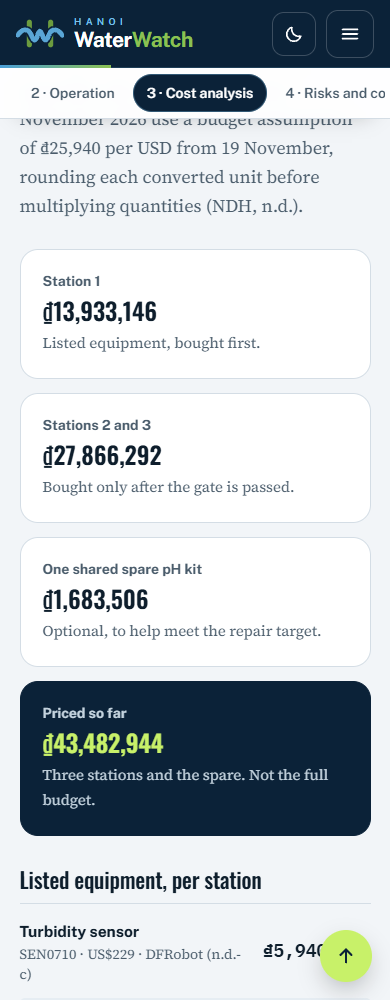 HANOI
WaterWatch
2 · Operation
3 · Cost analysis
4 · Risks and co
November 2026 use a budget assumption
of ₫25,940 per USD from 19 November,
rounding each converted unit before
multiplying quantities (NDH, n.d.).
Station 1
₫13,933,146
Listed equipment, bought first.
Stations 2 and 3
₫27,866,292
Bought only after the gate is passed.
One shared spare pH kit
₫1,683,506
Optional, to help meet the repair target.
Priced so far
₫43,482,944
Three stations and the spare. Not the full
budget.
Listed equipment, per station
Turbidity sensor
SEN0710 · US$229 · DFRobot (n.d.-
c)
₫5,940